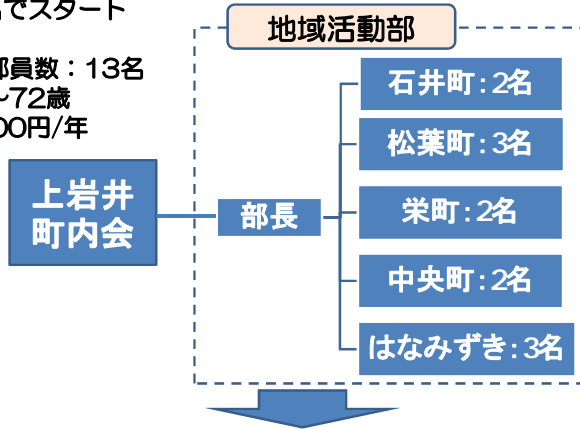 でスタート
部員数：13名
～72歳
00円/年
地域活動部
上岩井
町内会
部長
石井町：2名
松葉町：3名
栄町：2名
中央町：2名
はなみずき：3名